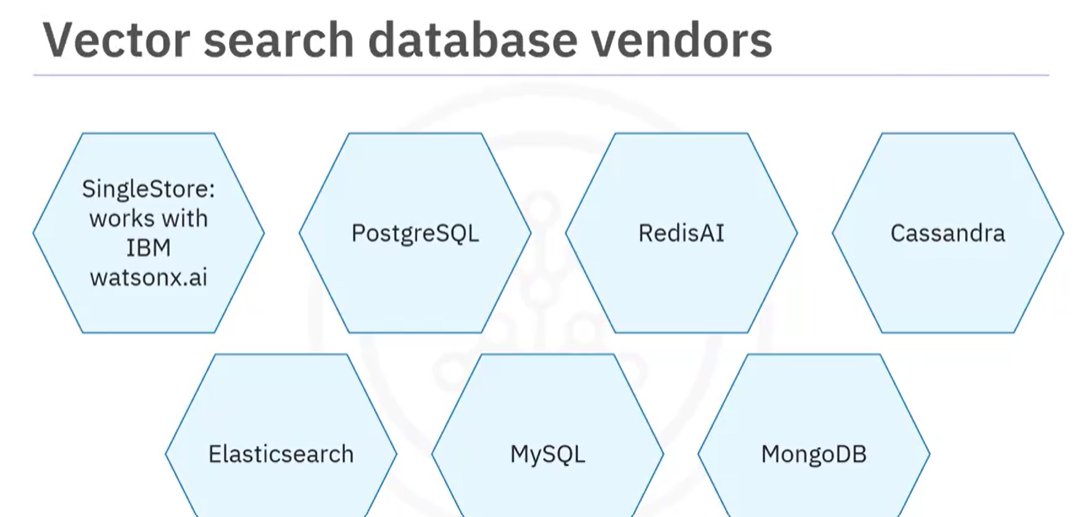 Vector search database vendors
SingleStore:
works with
IBM
watsonx.ai
PostgreSQL
RedisAI
Cassandra
Elasticsearch
MySQL
MongoDB